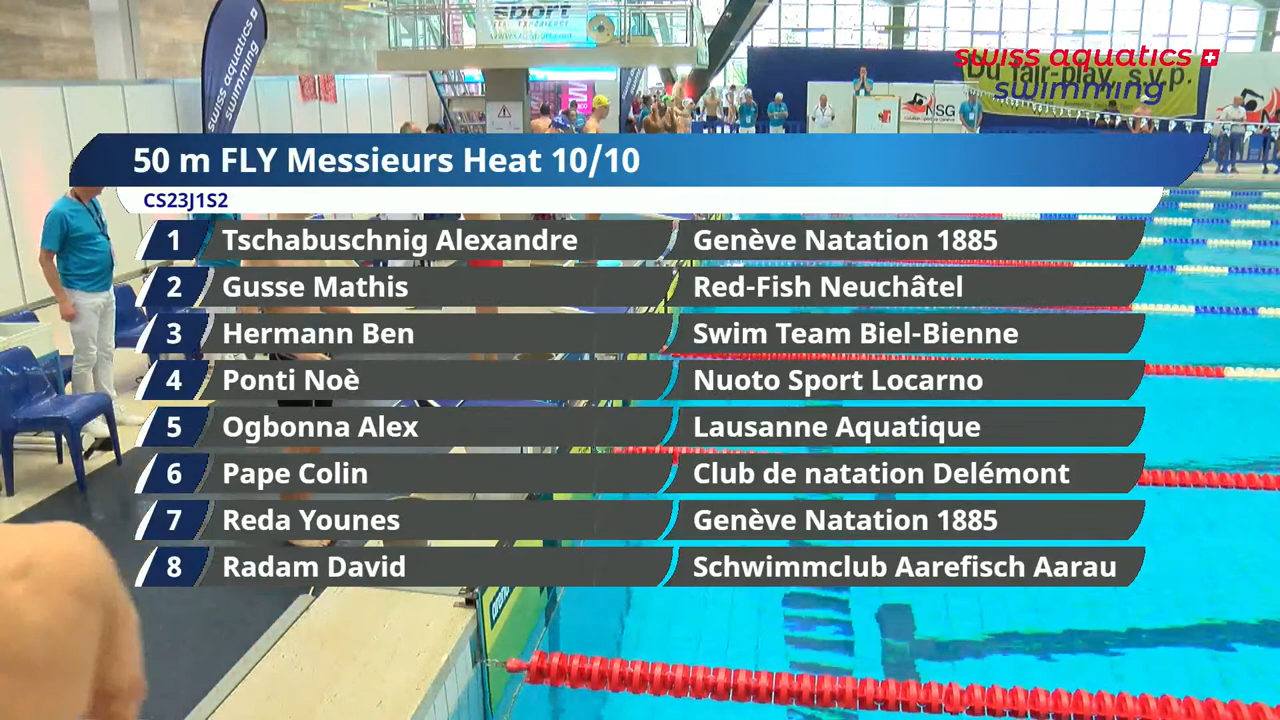 sport
swiss aquatics
swimming
swiss aquatics
swimming
Du fair-play, s.v.p.
NSG
50 m FLY Messieurs Heat 10/10
CS23J1S2
1 Tschabuschnig Alexandre Genève Natation 1885
2 Gusse Mathis Red-Fish Neuchâtel
3 Hermann Ben Swim Team Biel-Bienne
4 Ponti Noè Nuoto Sport Locarno
5 Ogbonna Alex Lausanne Aquatique
6 Pape Colin Club de natation Delémont
7 Reda Younes Genève Natation 1885
8 Radam David Schwimmclub Aarefisch Aarau
arena